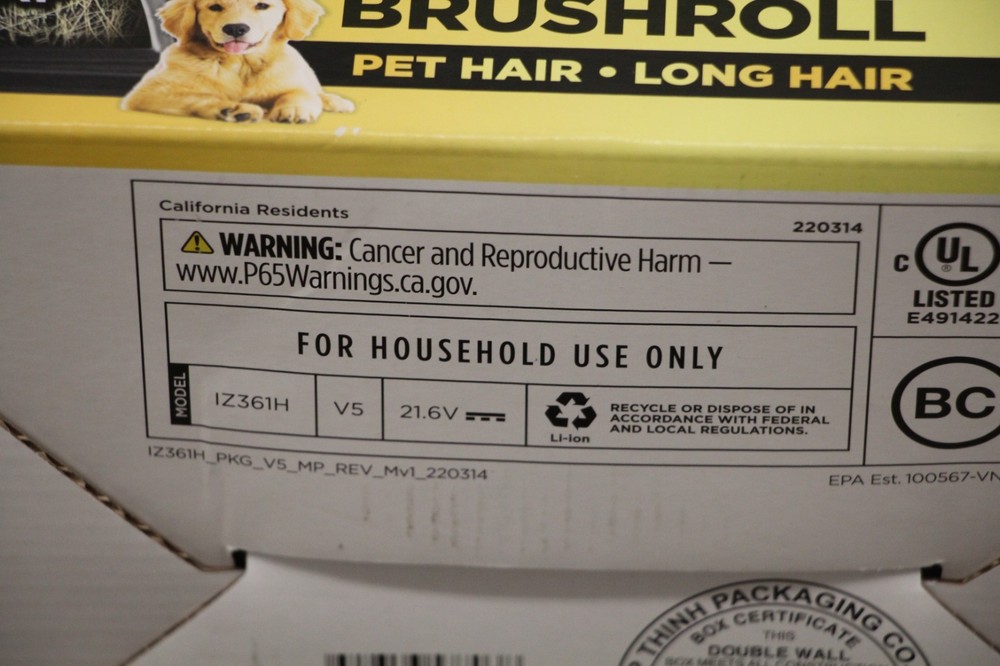 BRUSHROLL
PET HAIR • LONG HAIR
California Residents
220314
WARNING: Cancer and Reproductive Harm —
www.P65Warnings.ca.gov.
FOR HOUSEHOLD USE ONLY
MODEL
IZ361H
V5
21.6V
Li-ion
RECYCLE OR DISPOSE OF IN
ACCORDANCE WITH FEDERAL
AND LOCAL REGULATIONS.
C UL ®
LISTED
E491422
BC
IZ361H_PKG_V5_MP_REV_Mv1_220314
EPA Est. 100567-VN
THINH PACKAGING CO
BOX CERTIFICATE
THIS
DOUBLE WALL